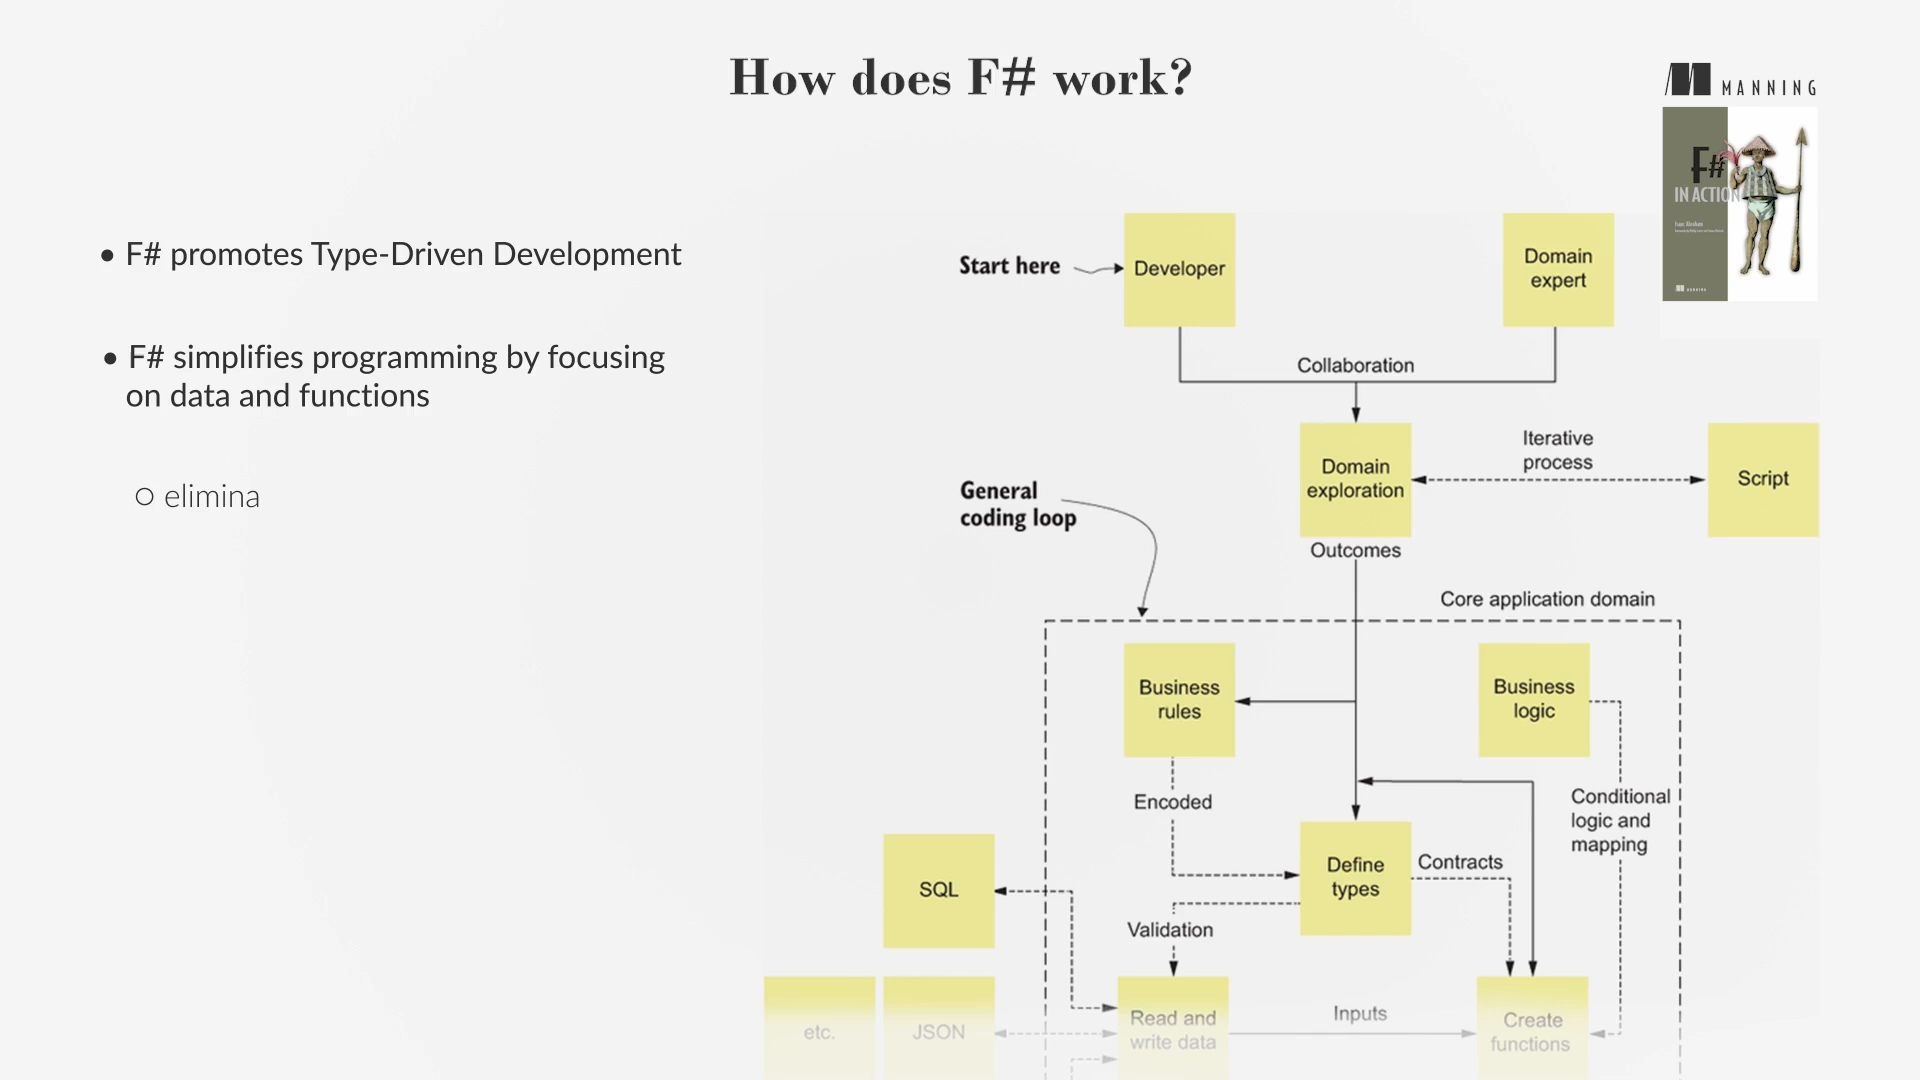 How does F# work?
MANNING
F#
IN ACTION
Isaac Abraham
MANNING
• F# promotes Type-Driven Development
• F# simplifies programming by focusing
on data and functions
○ elimina
Start here
Developer
Domain
expert
Collaboration
Domain
exploration
Iterative
process
Script
General
coding loop
Outcomes
Core application domain
Business
rules
Business
logic
Encoded
Conditional
logic and
mapping
Define
types
Contracts
SQL
Validation
etc.
JSON
Read and
write data
Inputs
Create
functions